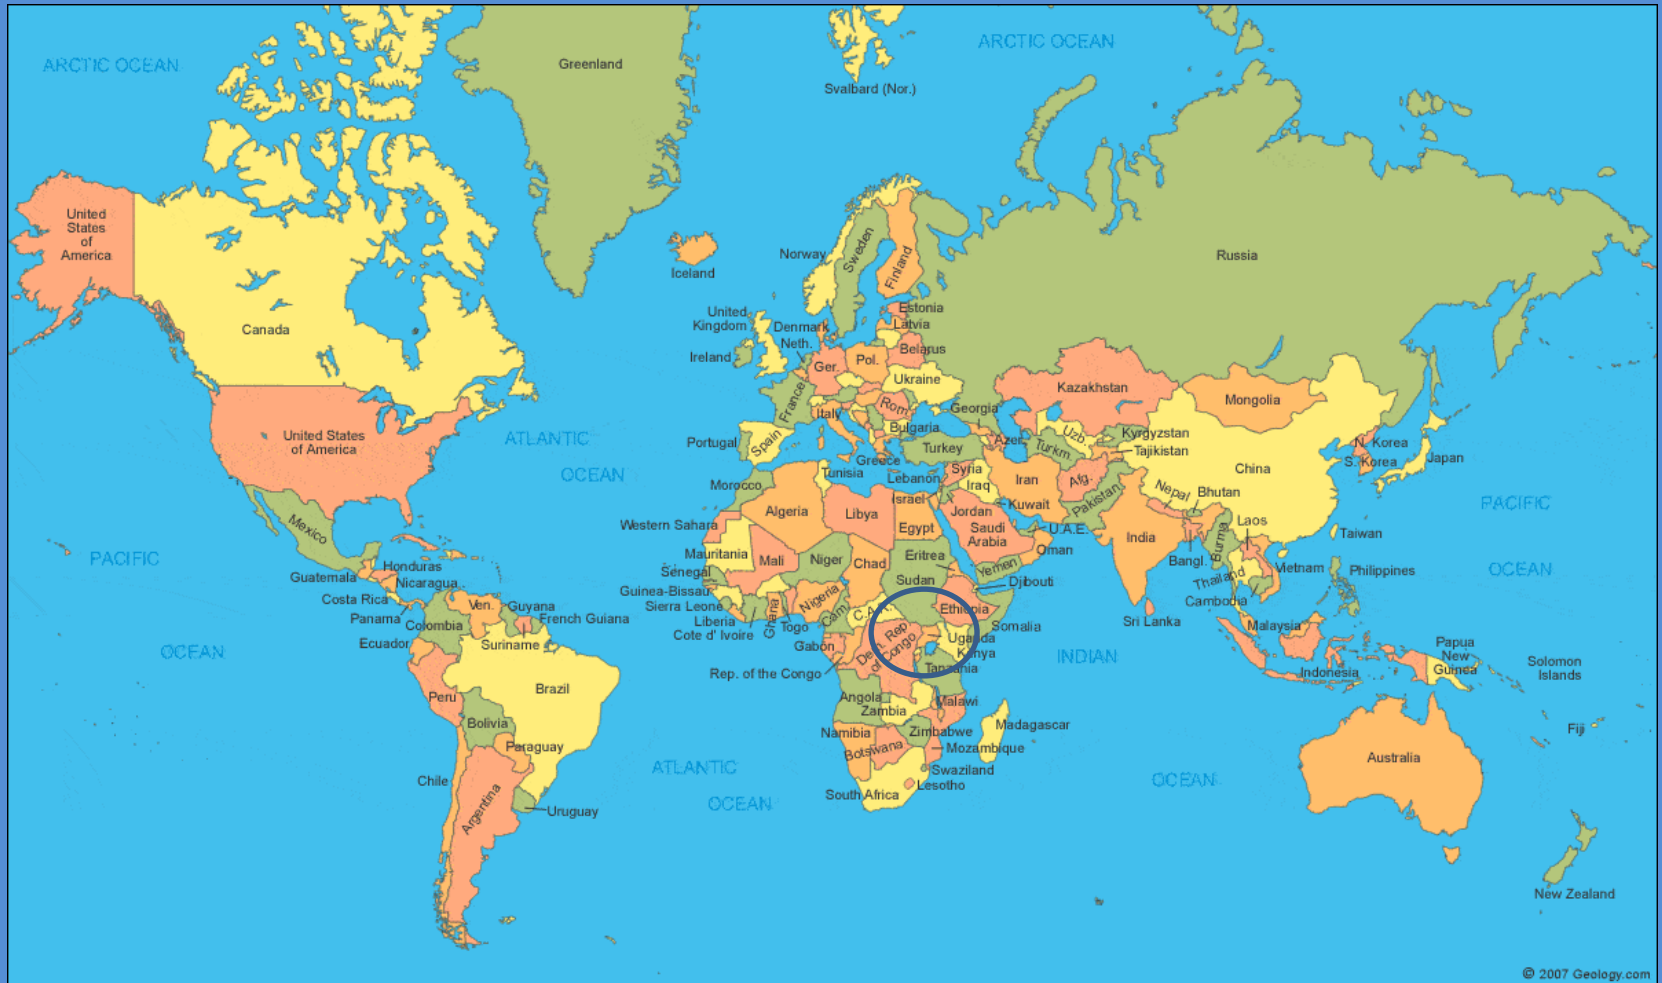 ARCTIC OCEAN
ARCTIC OCEAN
Greenland
Svalbard (Nor.)
United
States
of
America
Canada
Iceland
Norway
Sweden
Finland
Russia
United
Kingdom
Ireland
Denmark
Neth.
Estonia
Latvia
Belarus
Ger.
Pol.
Ukraine
France
Italy
Rom.
Bulgaria
Georgia
Kazakhstan
Mongolia
United States
of America
ATLANTIC
OCEAN
Portugal
Spain
Greece
Turkey
Azer.
Uzb.
Turkm.
Kyrgyzstan
Tajikistan
China
N. Korea
S. Korea
Japan
Morocco
Tunisia
Lebanon
Syria
Iraq
Iran
Afg.
Pakistan
Nepal
Bhutan
Mexico
Western Sahara
Algeria
Libya
Israel
Egypt
Jordan
Kuwait
Saudi
Arabia
U.A.E.
Oman
India
Bangl.
Burma
Laos
Taiwan
PACIFIC
OCEAN
PACIFIC
OCEAN
Mauritania
Mali
Niger
Chad
Eritrea
Sudan
Yemen
Djibouti
Thailand
Vietnam
Cambodia
Philippines
Guatemala
Honduras
Nicaragua
Costa Rica
Panama
Senegal
Guinea-Bissau
Sierra Leone
Liberia
Cote d' Ivoire
Ghana
Togo
Nigeria
Cam.
C.A.R.
Ethiopia
Somalia
Sri Lanka
Malaysia
Ven.
Guyana
French Guiana
Colombia
Suriname
Ecuador
Gabon
Rep. of the Congo
Dem. Rep
of Congo
Uganda
Kenya
Tanzania
INDIAN
OCEAN
Indonesia
Papua
New
Guinea
Solomon
Islands
Peru
Brazil
Bolivia
Paraguay
Chile
Argentina
Uruguay
ATLANTIC
OCEAN
Angola
Zambia
Malawi
Namibia
Botswana
Zimbabwe
Mozambique
Madagascar
Swaziland
Lesotho
South Africa
Fiji
Australia
New Zealand
© 2007 Geology.com